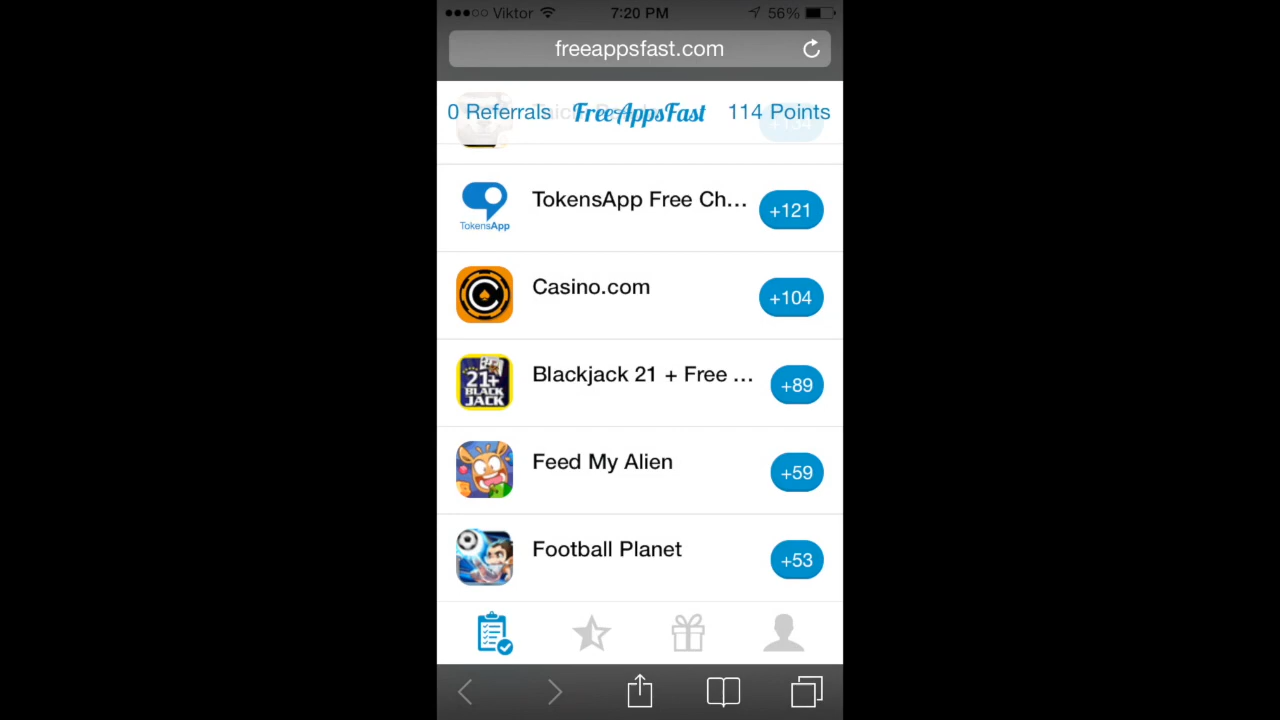 Viktor 7:20 PM 56%
freeappsfast.com
0 Referrals FreeAppsFast 114 Points
TokensApp Free Ch... +121
TokensApp
Casino.com +104
Blackjack 21 + Free ... +89
21+
BLACK
JACK
Feed My Alien +59
Football Planet +53